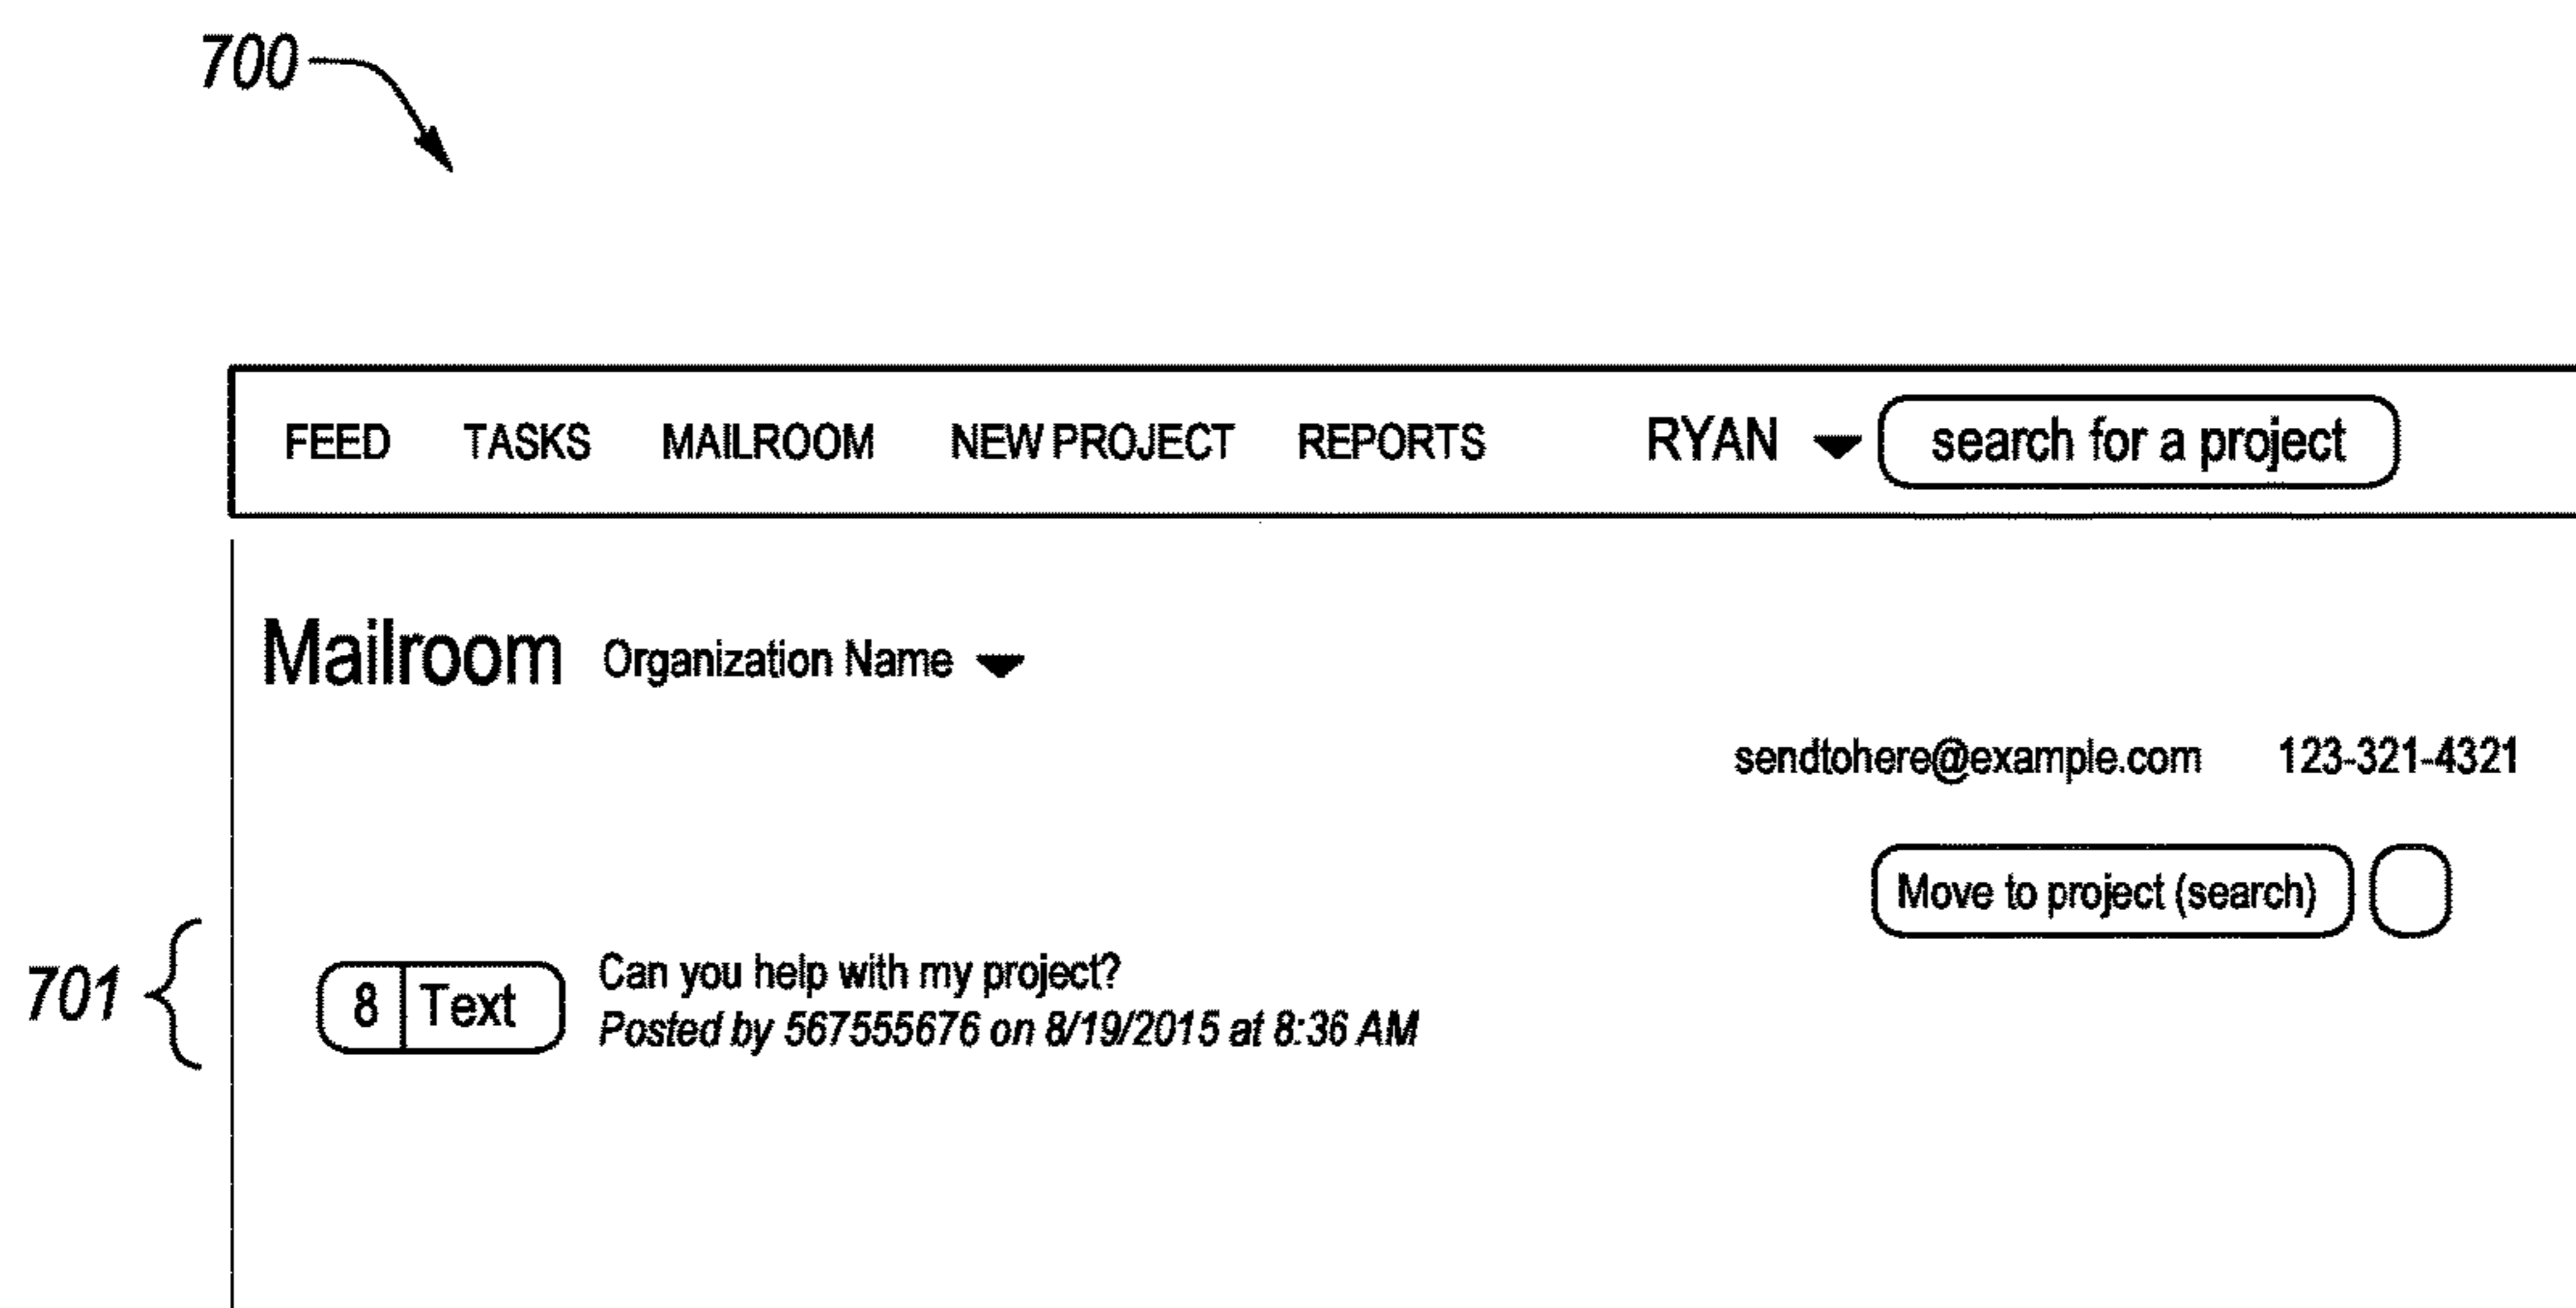 700
FEED TASKS MAILROOM NEW PROJECT REPORTS RYAN search for a project
Mailroom Organization Name
sendtohere@example.com 123-321-4321
Move to project (search)
701
8 Text
Can you help with my project?
Posted by 567555676 on 8/19/2015 at 8:36 AM